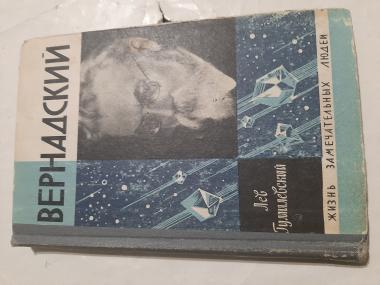 ВЕРНАДСКИЙ
Лев
Гумилевский
ЖИЗНЬ ЗАМЕЧАТЕЛЬНЫХ ЛЮДЕЙ